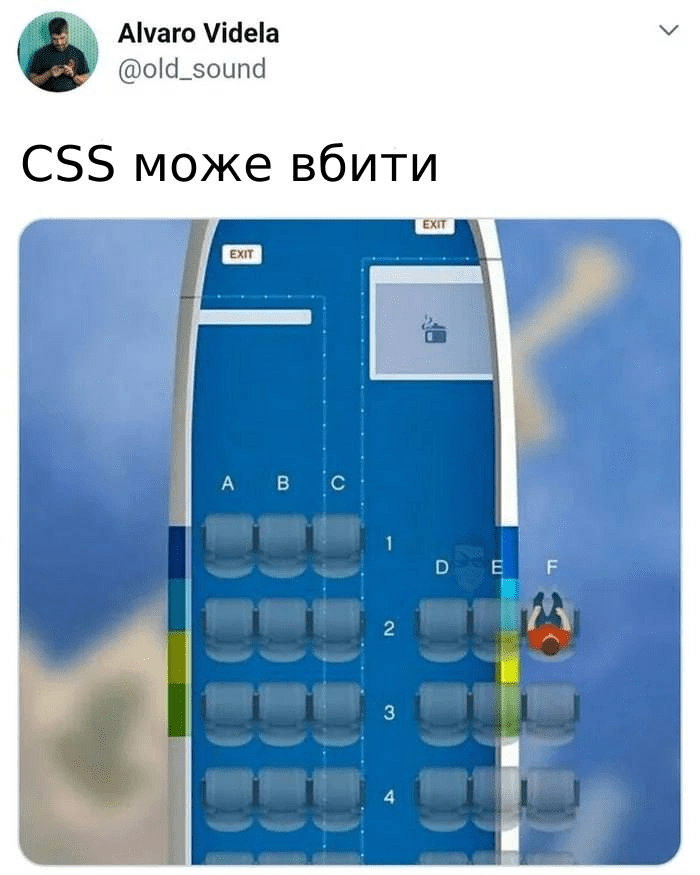 Alvaro Videla
@old_sound
CSS може вбити
EXIT
EXIT
A B C
1
D E F
2
3
4